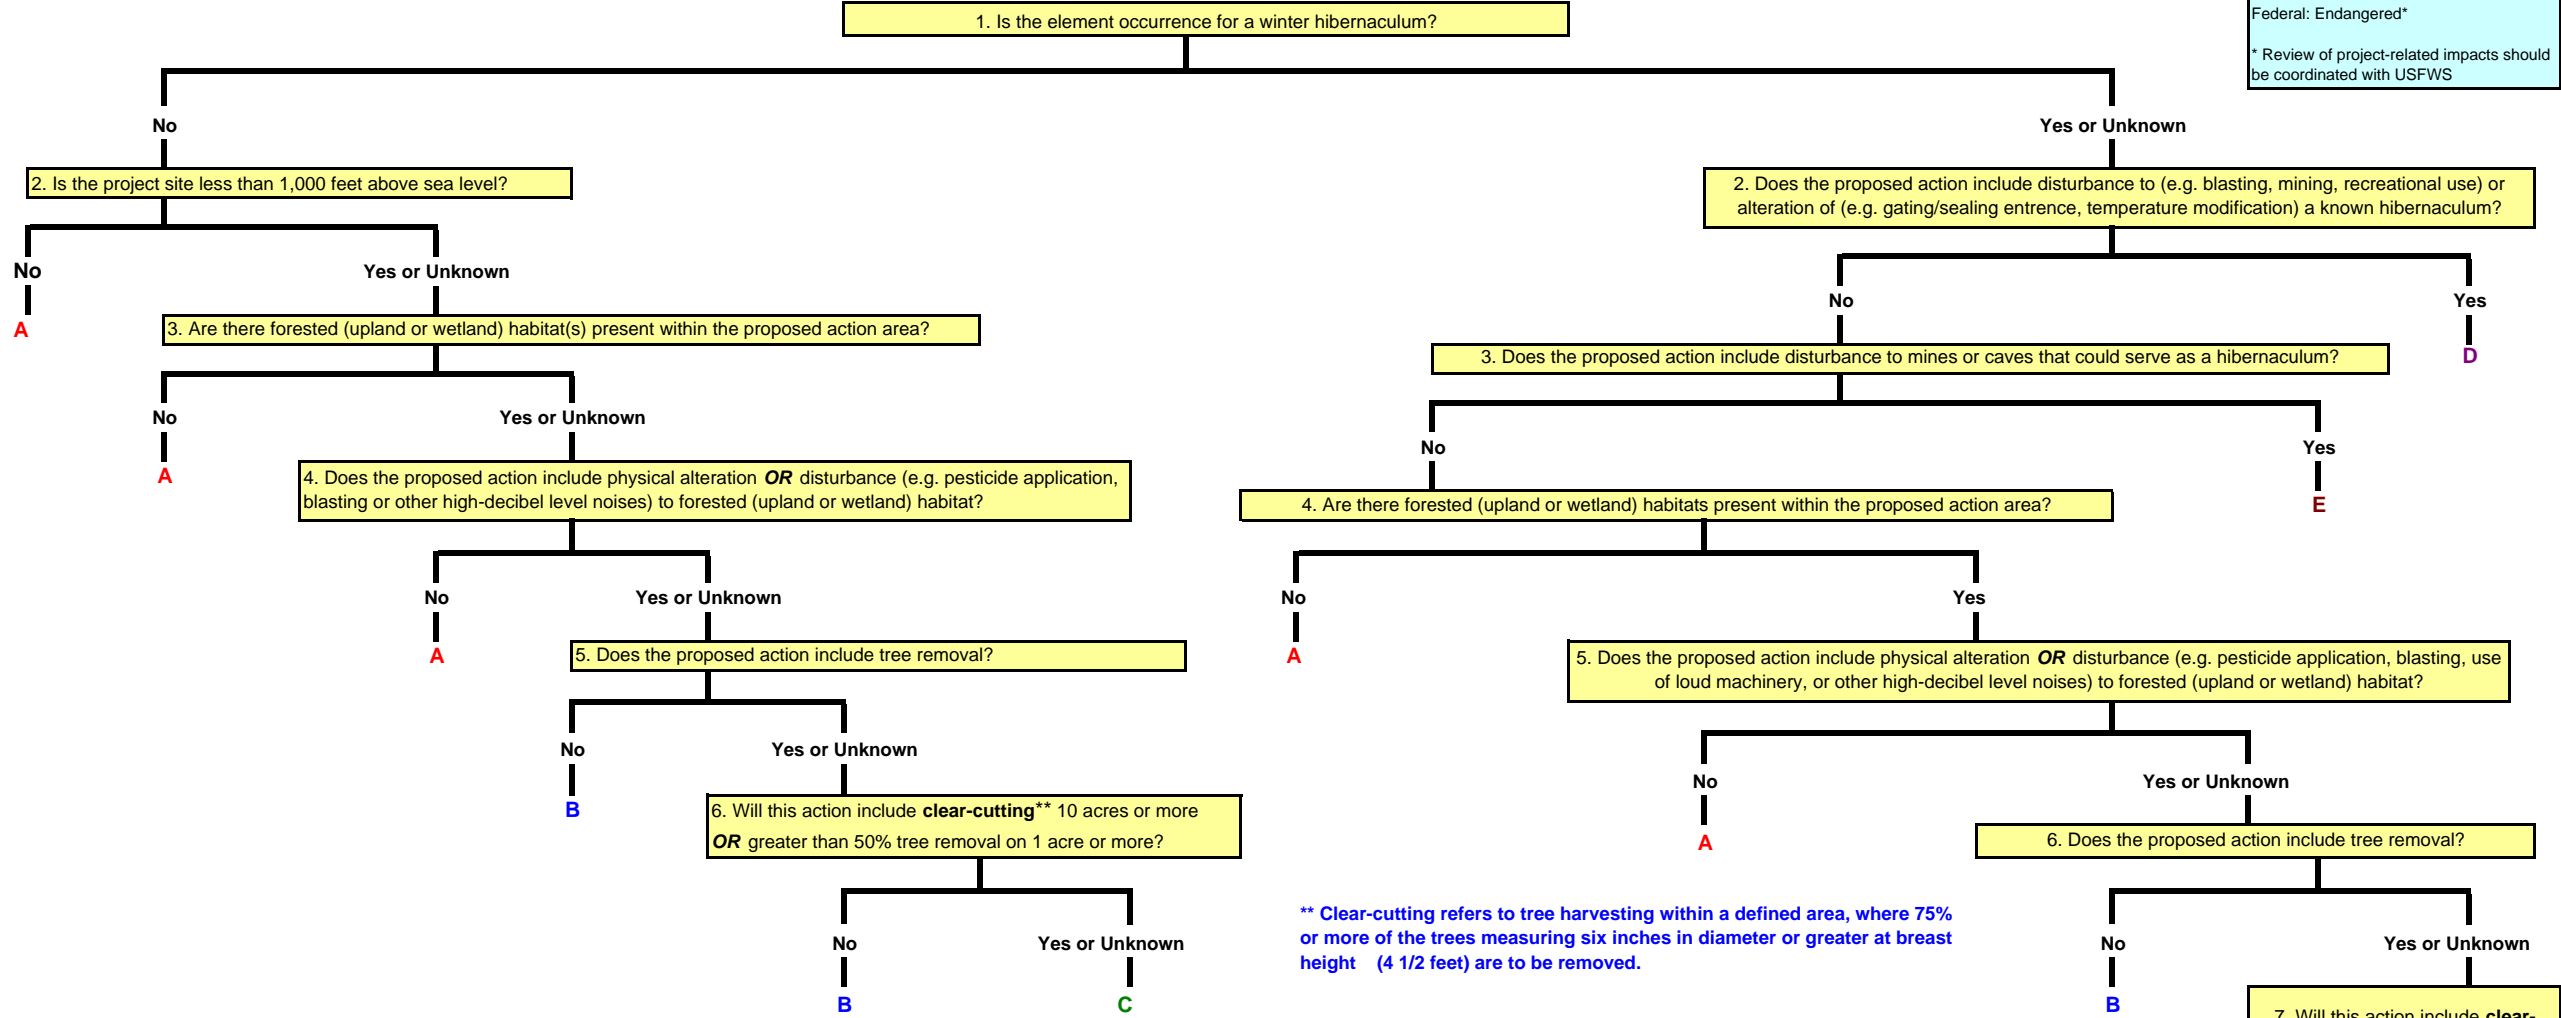 1. Is the element occurrence for a winter hibernaculum?
Federal: Endangered*
* Review of project-related impacts should
be coordinated with USFWS
No
Yes or Unknown
2. Is the project site less than 1,000 feet above sea level?
2. Does the proposed action include disturbance to (e.g. blasting, mining, recreational use) or
alteration of (e.g. gating/sealing entrence, temperature modification) a known hibernaculum?
No
Yes or Unknown
No
Yes
A
3. Are there forested (upland or wetland) habitat(s) present within the proposed action area?
3. Does the proposed action include disturbance to mines or caves that could serve as a hibernaculum?
D
No
Yes or Unknown
No
Yes
A
4. Does the proposed action include physical alteration OR disturbance (e.g. pesticide application,
blasting or other high-decibel level noises) to forested (upland or wetland) habitat?
4. Are there forested (upland or wetland) habitats present within the proposed action area?
E
No
Yes or Unknown
No
Yes
A
5. Does the proposed action include tree removal?
A
5. Does the proposed action include physical alteration OR disturbance (e.g. pesticide application, blasting, use
of loud machinery, or other high-decibel level noises) to forested (upland or wetland) habitat?
No
Yes or Unknown
No
Yes or Unknown
B
6. Will this action include clear-cutting** 10 acres or more
OR greater than 50% tree removal on 1 acre or more?
A
6. Does the proposed action include tree removal?
** Clear-cutting refers to tree harvesting within a defined area, where 75%
or more of the trees measuring six inches in diameter or greater at breast
height (4 1/2 feet) are to be removed.
No
Yes or Unknown
No
Yes or Unknown
B
C
B
7. Will this action include clear-